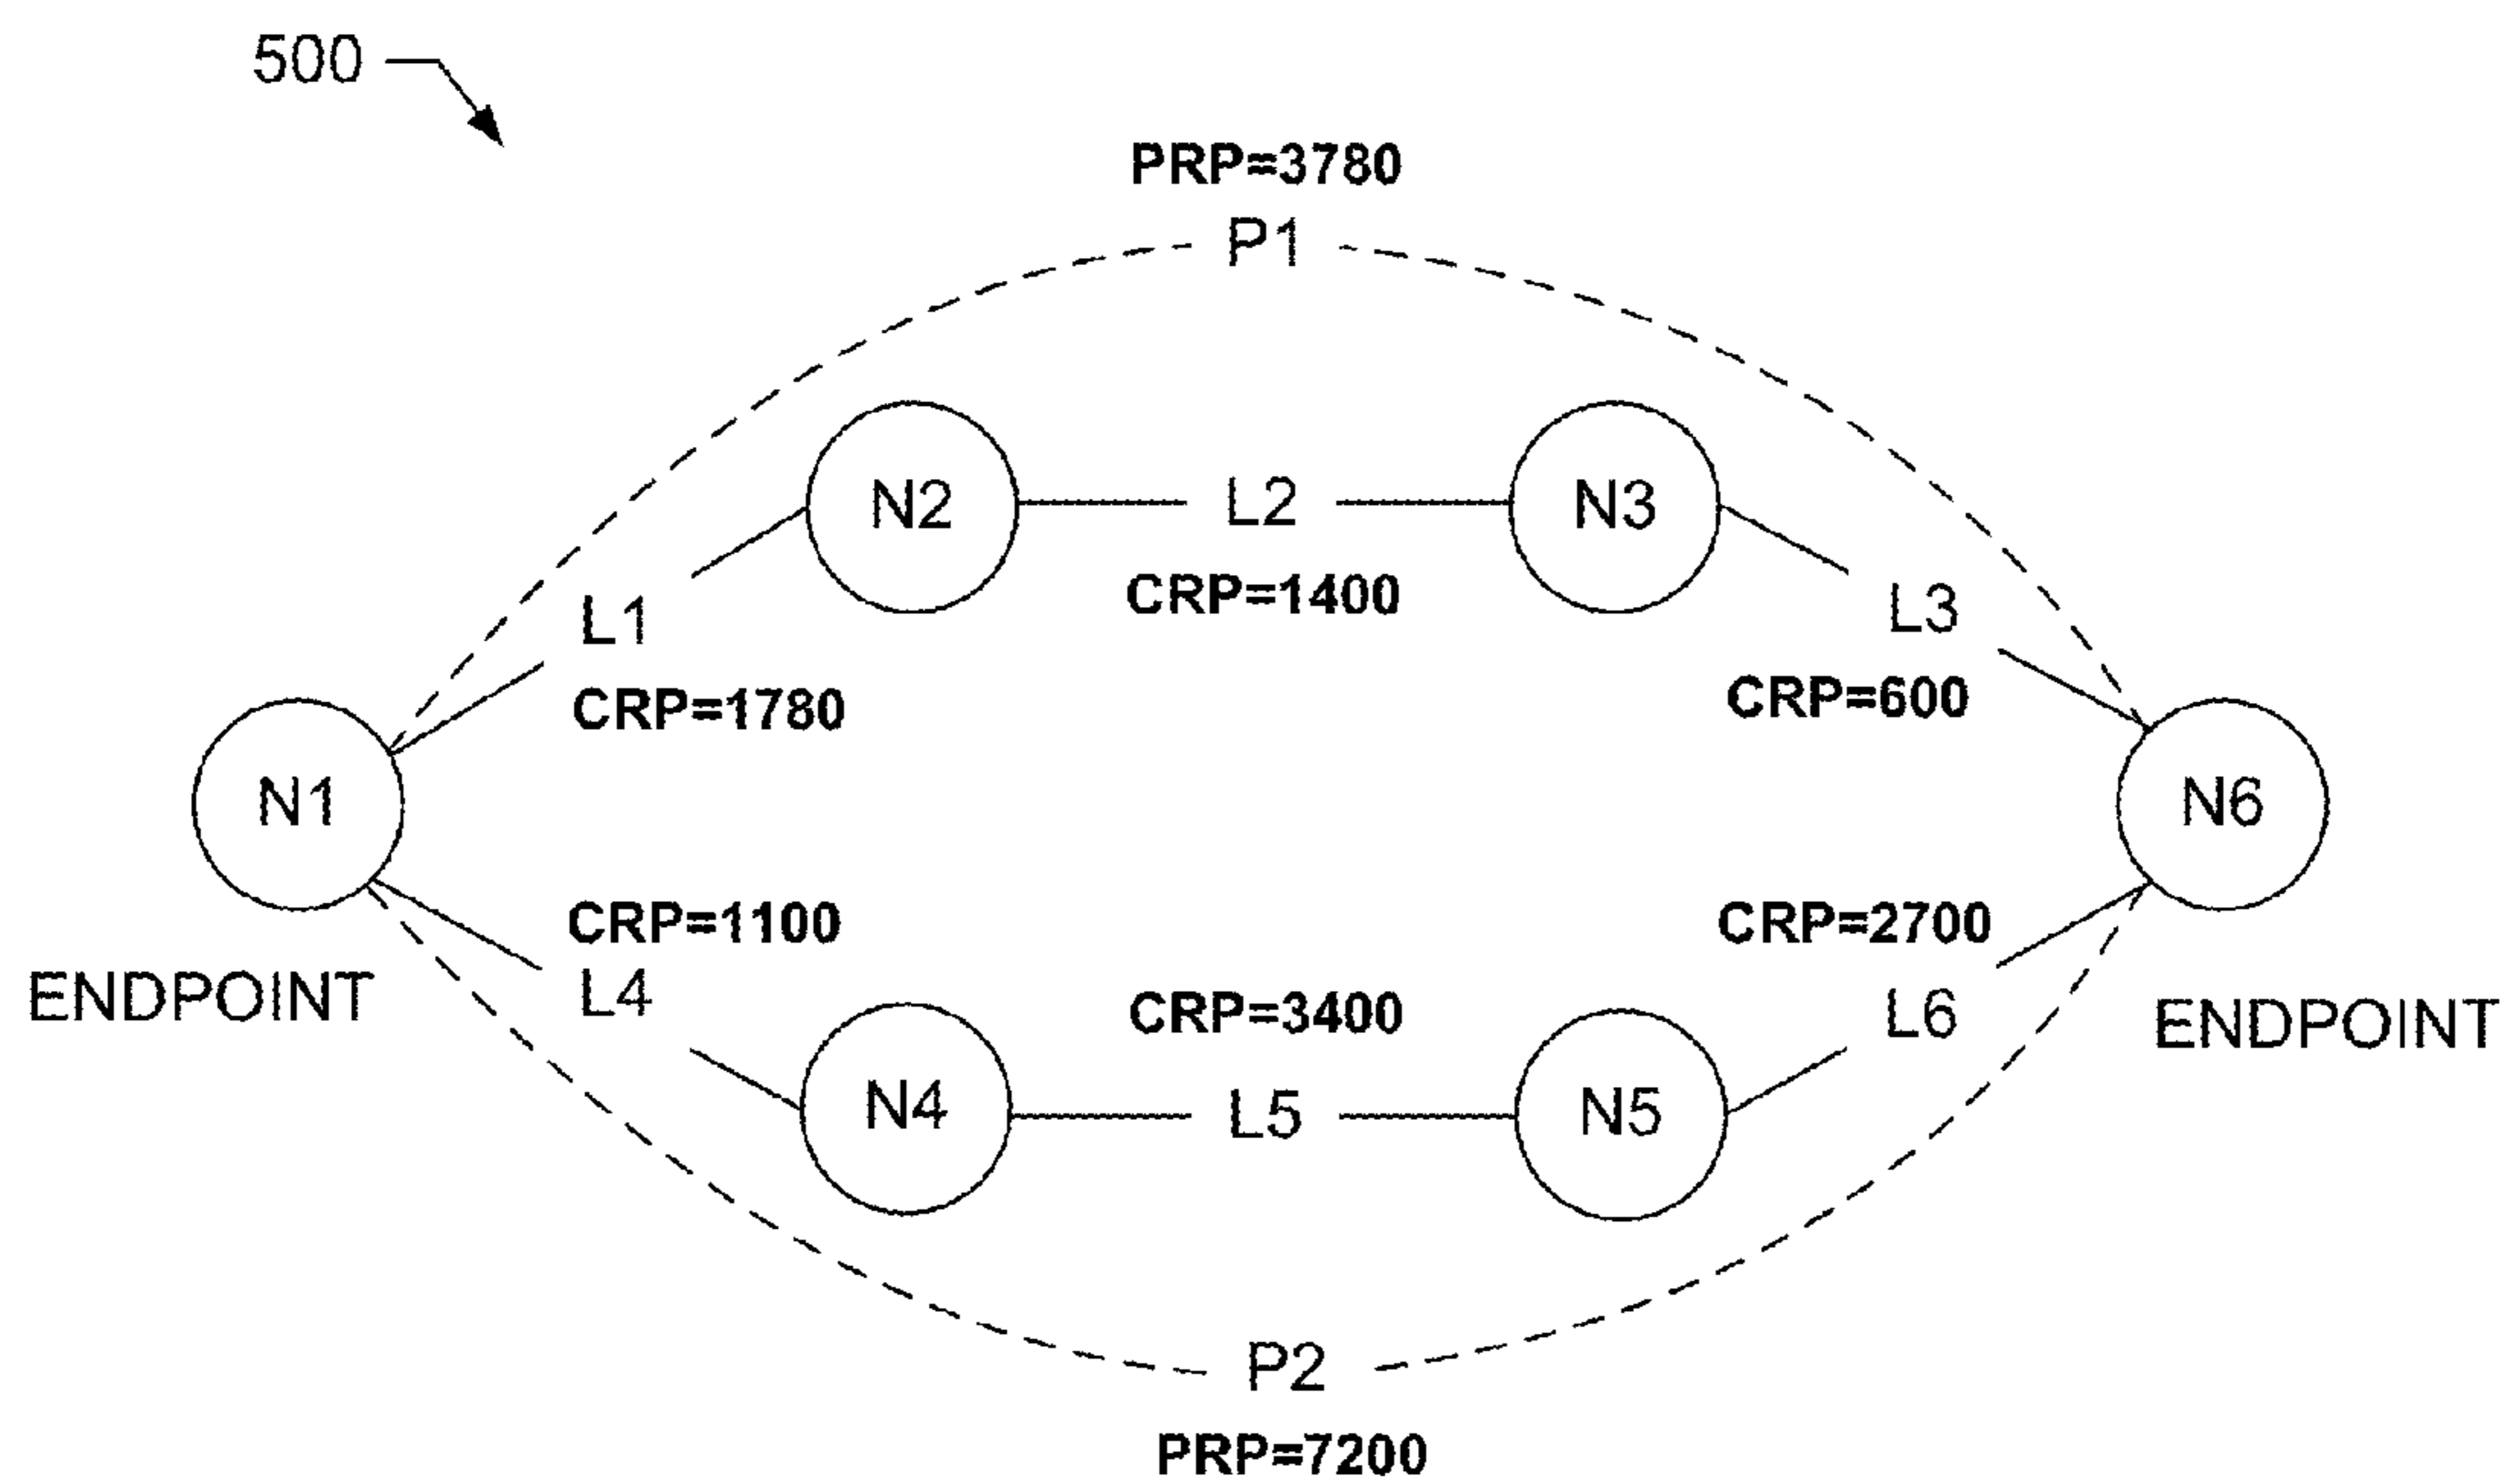 500
PRP=3780
P1
N2
L2
N3
CRP=1400
L1
L3
CRP=1780
CRP=600
N1
N6
CRP=1100
CRP=2700
ENDPOINT
L4
CRP=3400
L6
ENDPOINT
N4
L5
N5
P2
PRP=7200